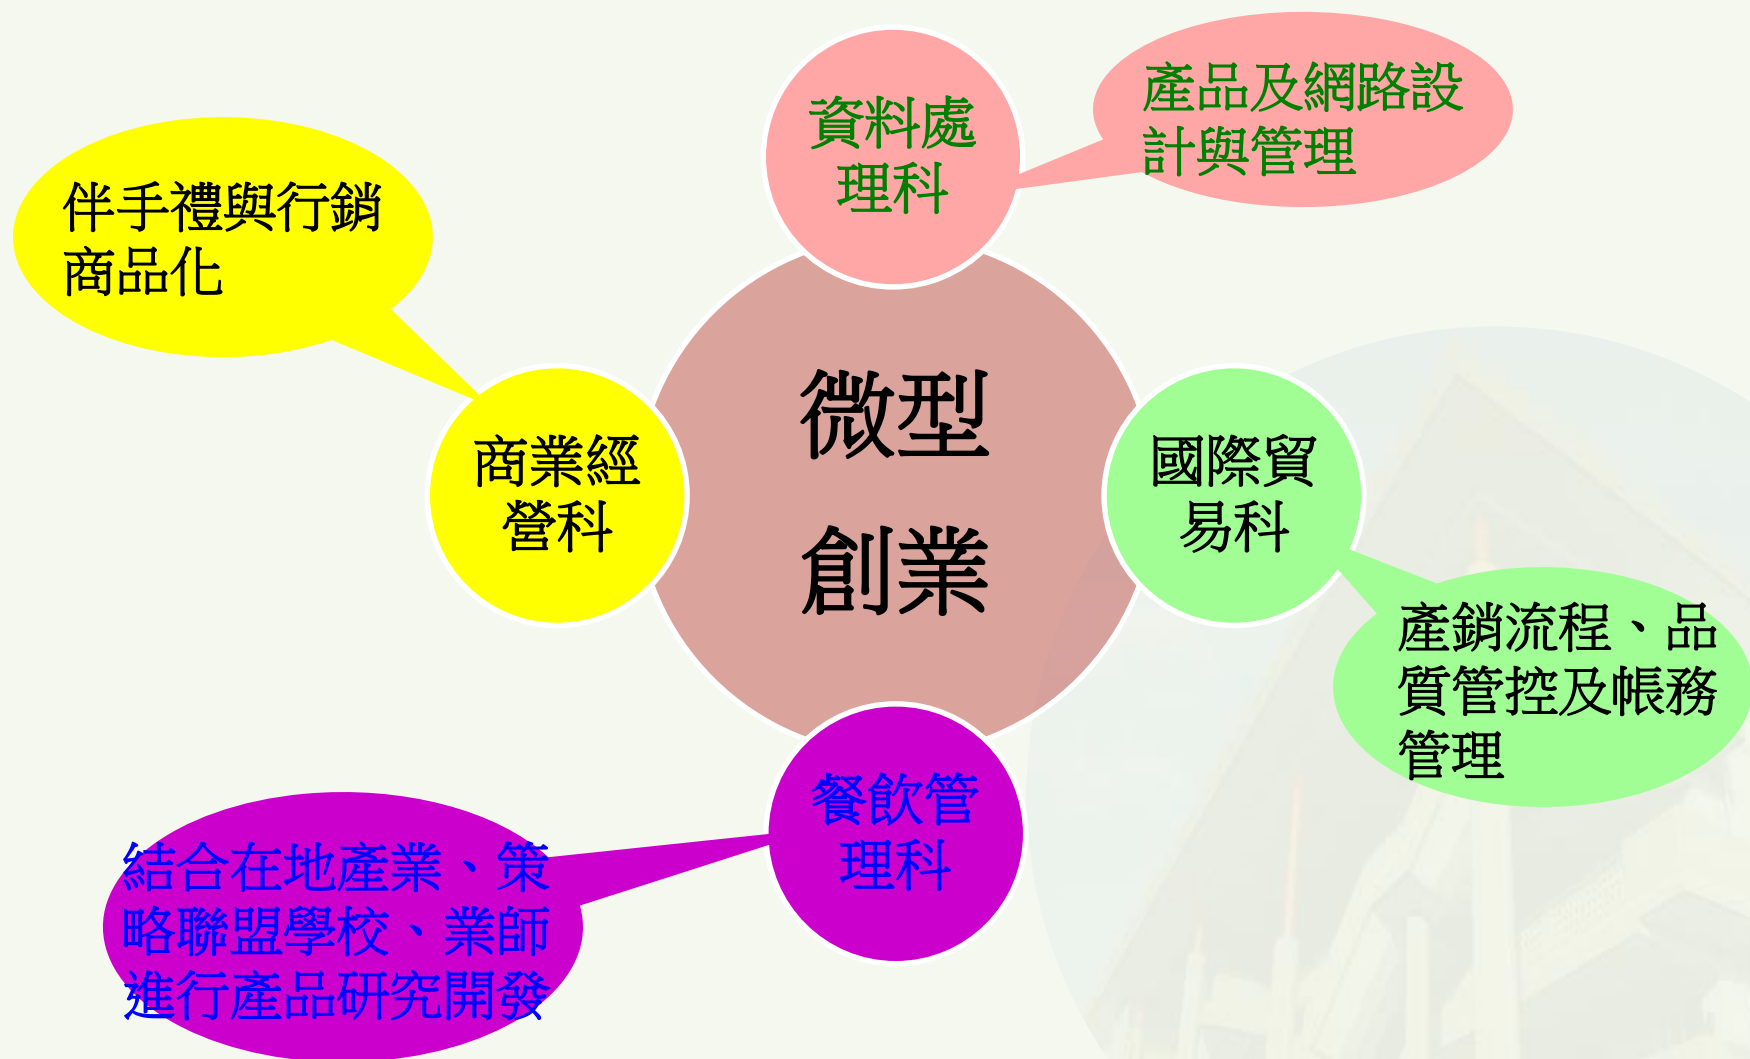 資料處
理科
產品及網路設
計與管理
伴手禮與行銷
商品化
商業經
營科
微型
創業
國際貿
易科
產銷流程、品
質管控及帳務
管理
餐飲管
理科
結合在地產業、策
略聯盟學校、業師
進行產品研究開發